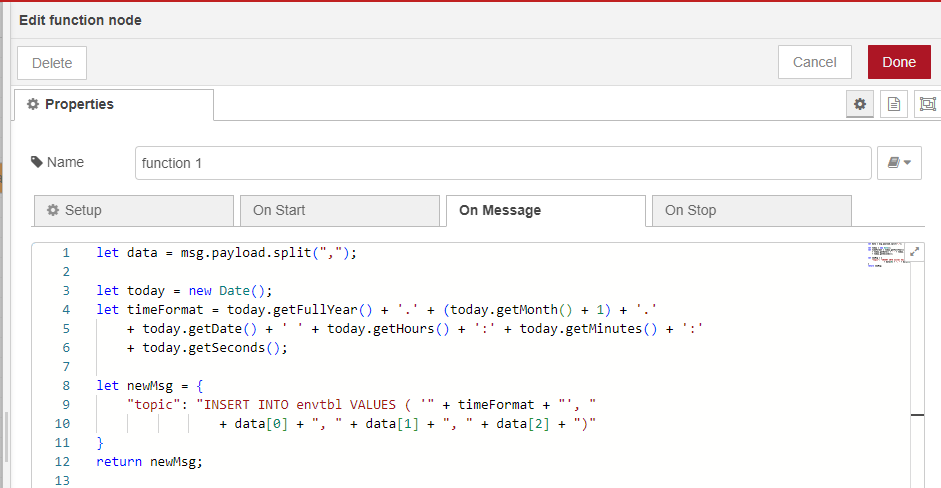 Edit function node
Delete
Cancel
Done
Properties
Name
function 1
Setup
On Start
On Message
On Stop
1 let data = msg.payload.split(",");
2
3 let today = new Date();
4 let timeFormat = today.getFullYear() + '.' + (today.getMonth() + 1) + '.'
5 + today.getDate() + ' ' + today.getHours() + ':' + today.getMinutes() + ':'
6 + today.getSeconds();
7
8 let newMsg = {
9 "topic": "INSERT INTO envtbl VALUES ( '" + timeFormat + "', "
10 + data[0] + ", " + data[1] + ", " + data[2] + ")"
11 }
12 return newMsg;
13